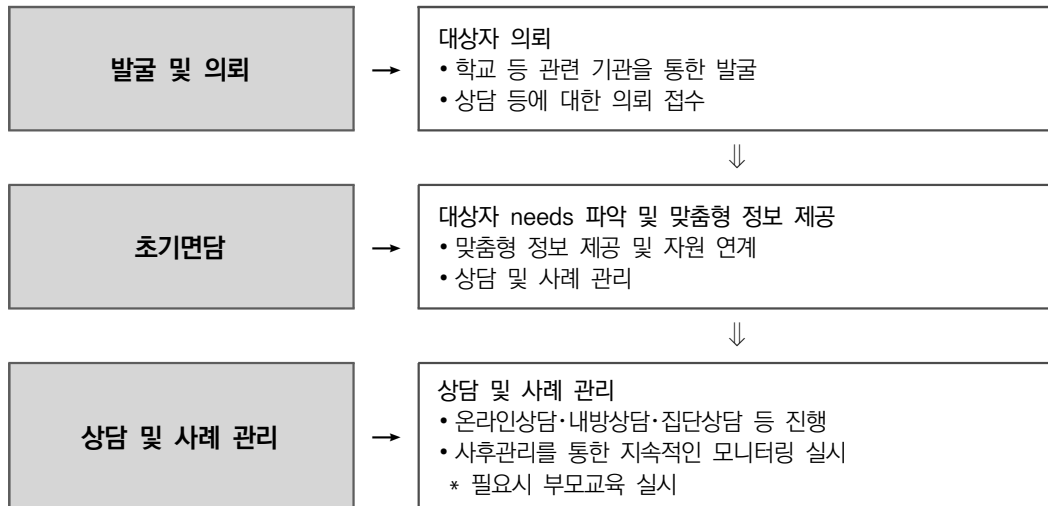 발굴 및 의뢰
→
대상자 의뢰
• 학교 등 관련 기관을 통한 발굴
• 상담 등에 대한 의뢰 접수
⇓
초기면담
→
대상자 needs 파악 및 맞춤형 정보 제공
• 맞춤형 정보 제공 및 자원 연계
• 상담 및 사례 관리
⇓
상담 및 사례 관리
→
상담 및 사례 관리
• 온라인상담·내방상담·집단상담 등 진행
• 사후관리를 통한 지속적인 모니터링 실시
* 필요시 부모교육 실시